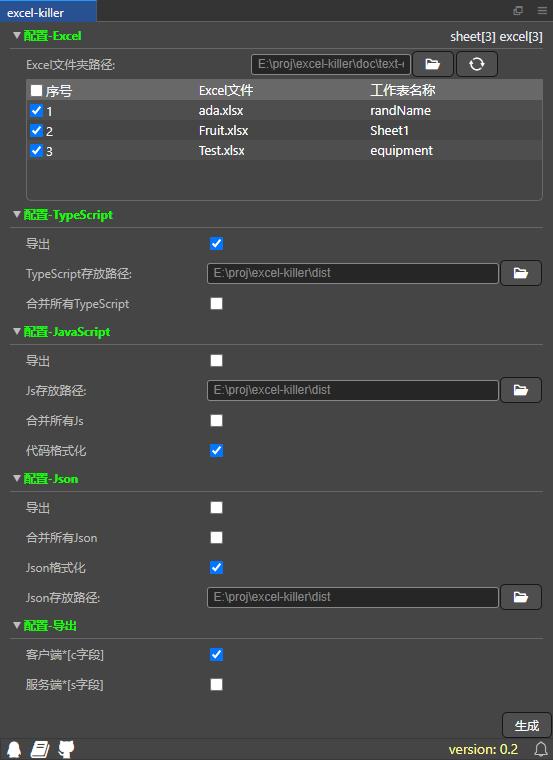 excel-killer
配置-Excel sheet[3] excel[3]
Excel文件夹路径: E:\proj\excel-killer\doc\text-
序号 Excel文件 工作表名称
1 ada.xlsx randName
2 Fruit.xlsx Sheet1
3 Test.xlsx equipment
配置-TypeScript
导出
TypeScript存放路径: E:\proj\excel-killer\dist
合并所有TypeScript
配置-JavaScript
导出
Js存放路径: E:\proj\excel-killer\dist
合并所有Js
代码格式化
配置-Json
导出
合并所有Json
Json格式化
Json存放路径: E:\proj\excel-killer\dist
配置-导出
客户端*[c字段]
服务端*[s字段]
生成
version: 0.2